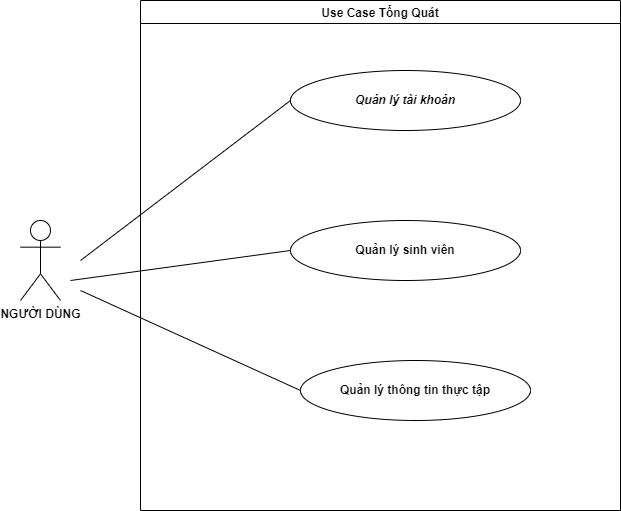 Use Case Tổng Quát
Quản lý tài khoản
Quản lý sinh viên
NGƯỜI DÙNG
Quản lý thông tin thực tập